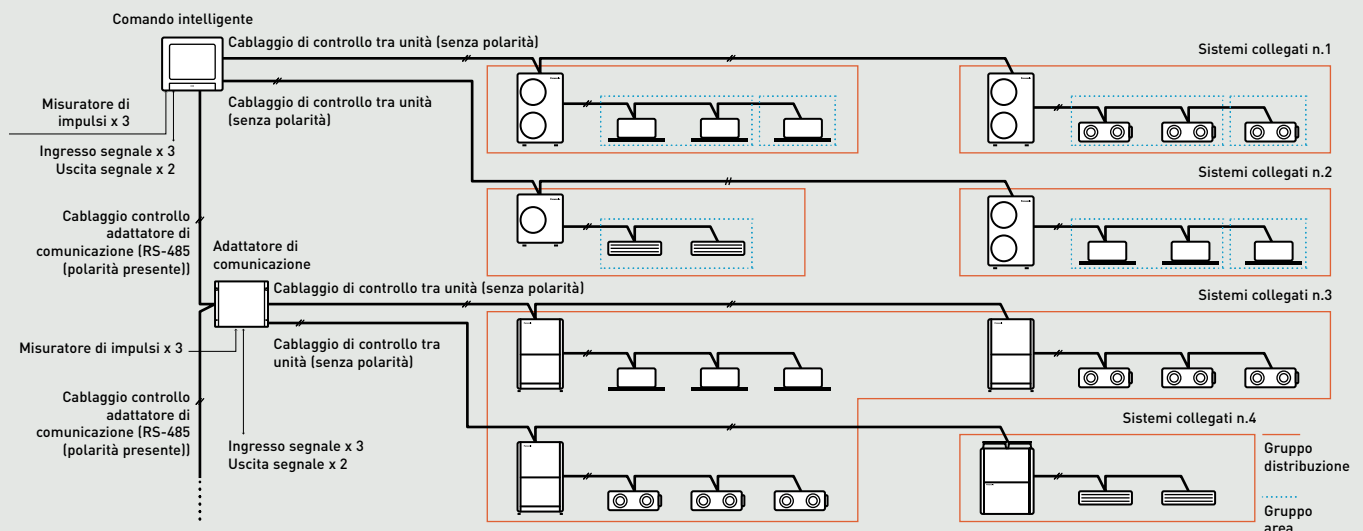 Comando intelligente
Cablaggio di controllo tra unità (senza polarità)
Sistemi collegati n.1
Misuratore di
impulsi x 3
Cablaggio di controllo tra unità
(senza polarità)
Ingresso segnale x 3
Uscita segnale x 2
Sistemi collegati n.2
Cablaggio controllo
adattatore di
comunicazione (RS-485
(polarità presente))
Adattatore di
comunicazione
Cablaggio di controllo tra unità (senza polarità)
Sistemi collegati n.3
Misuratore di impulsi x 3
Cablaggio di controllo tra
unità (senza polarità)
Cablaggio controllo
adattatore di
comunicazione (RS-485
(polarità presente))
Ingresso segnale x 3
Uscita segnale x 2
Sistemi collegati n.4
Gruppo
distribuzione
Gruppo
area